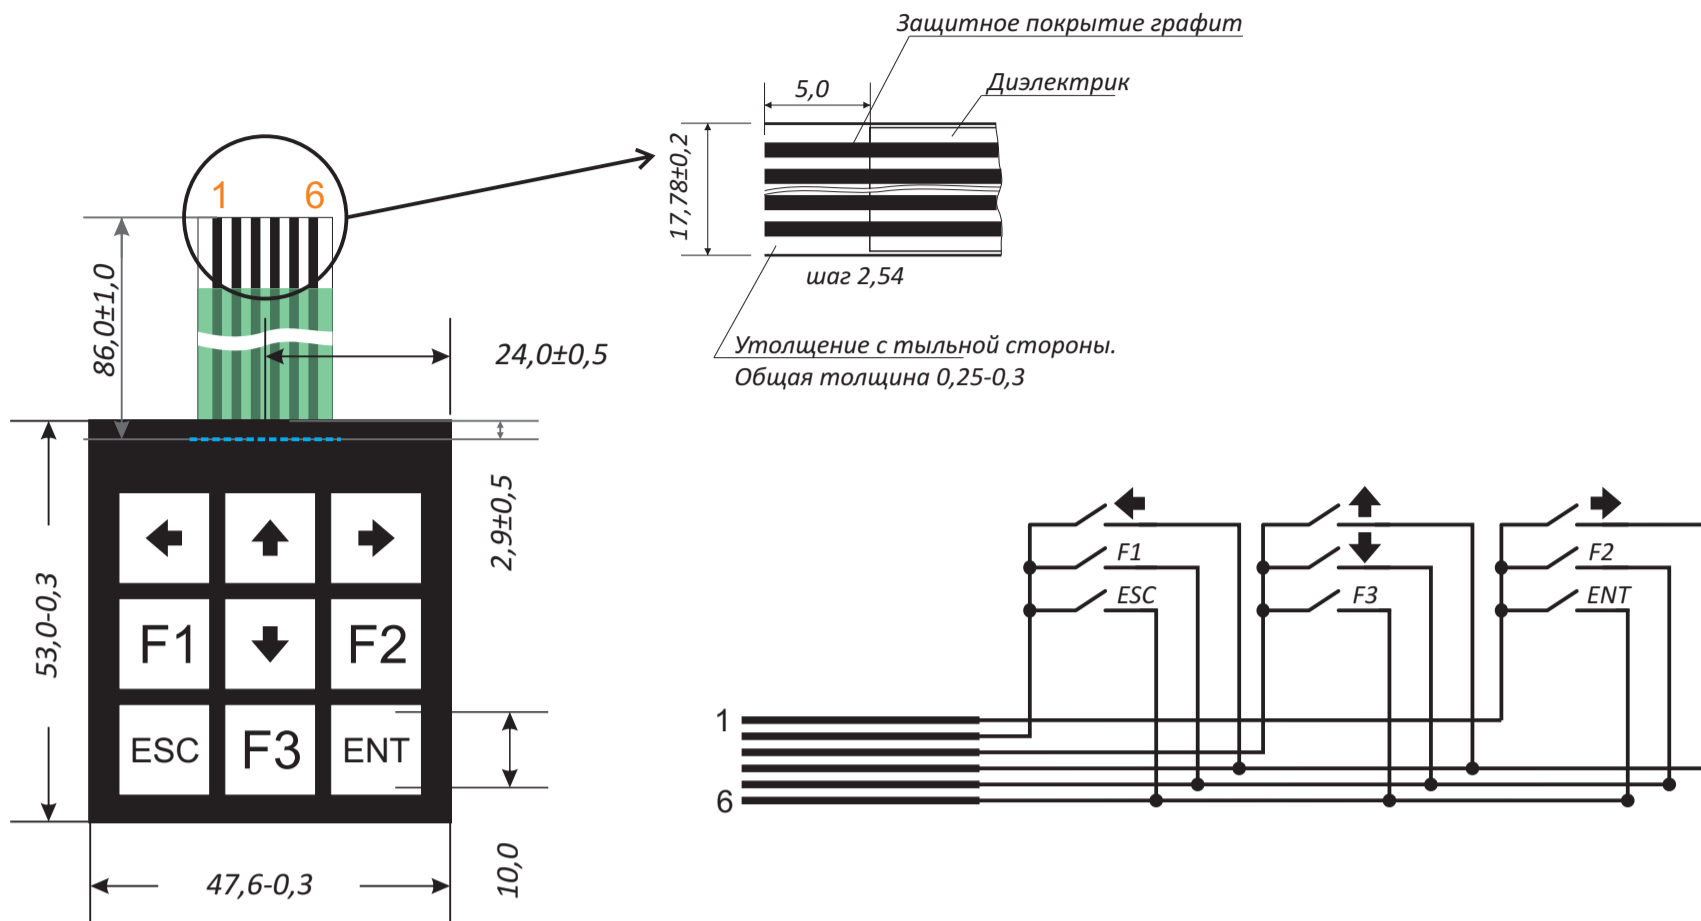 Защитное покрытие графит
Диэлектрик
5,0
17,78±0,2
шаг 2,54
Утолщение с тыльной стороны.
Общая толщина 0,25-0,3
1 6
86,0±1,0
24,0±0,5
2,9±0,5
53,0-0,3
F1 F2
ESC F3 ENT
10,0
47,6-0,3
F1 F2
ESC F3 ENT
1
6